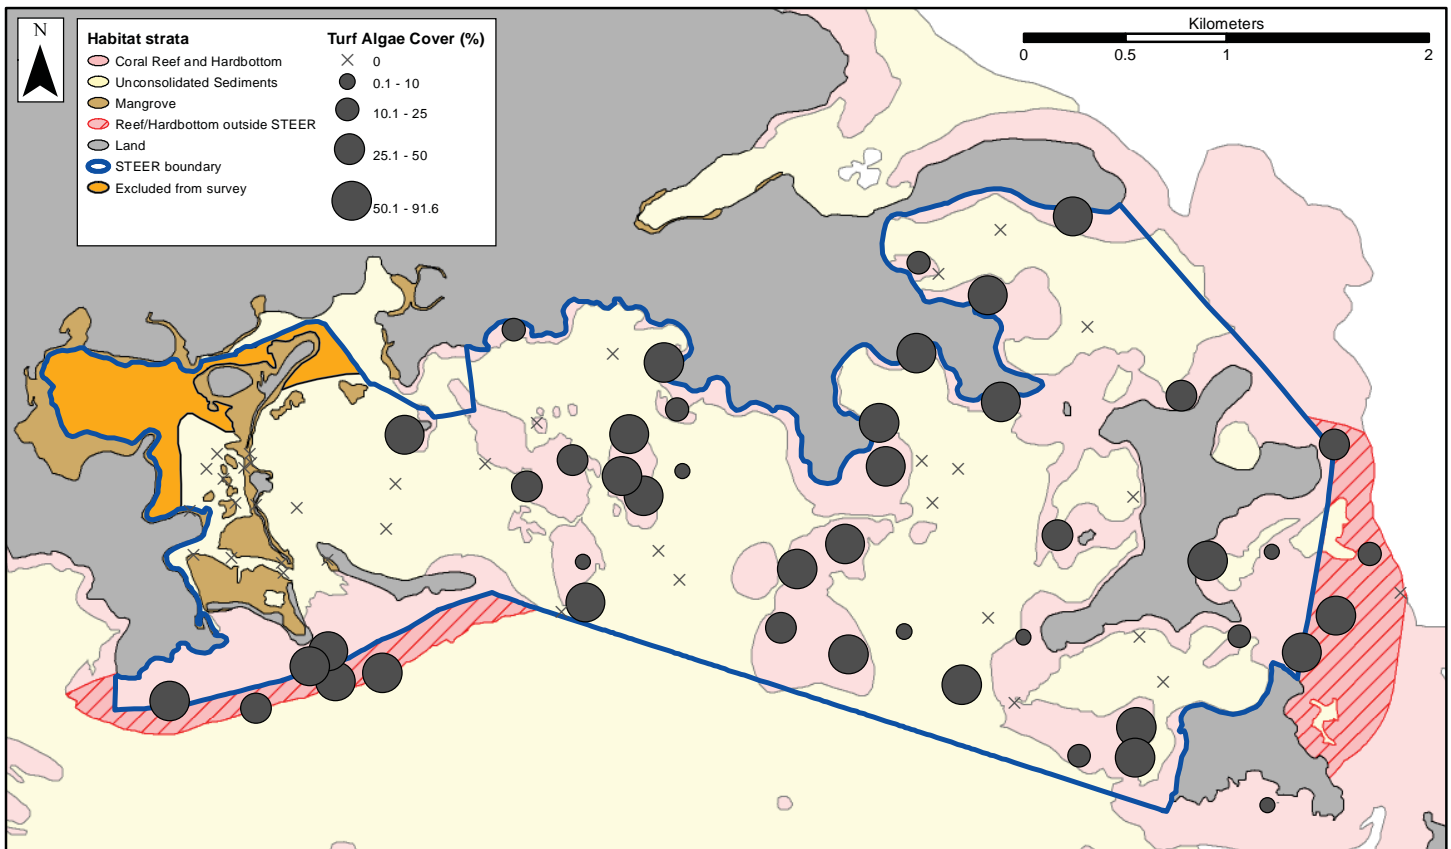 N
Habitat strata
Coral Reef and Hardbottom
Unconsolidated Sediments
Mangrove
Reef/Hardbottom outside STEER
Land
STEER boundary
Excluded from survey
Turf Algae Cover (%)
0
0.1 - 10
10.1 - 25
25.1 - 50
50.1 - 91.6
Kilometers
0 0.5 1 2